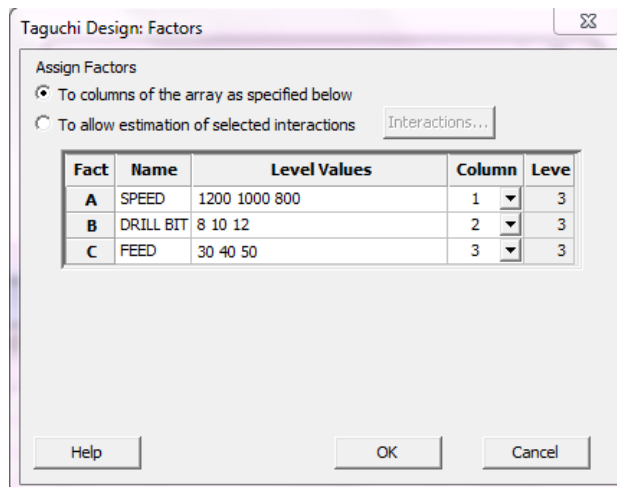 Taguchi Design: Factors
Assign Factors
To columns of the array as specified below
To allow estimation of selected interactions Interactions...
Fact Name Level Values Column Leve
A SPEED 1200 1000 800 1 3
B DRILL BIT 8 10 12 2 3
C FEED 30 40 50 3 3
Help OK Cancel